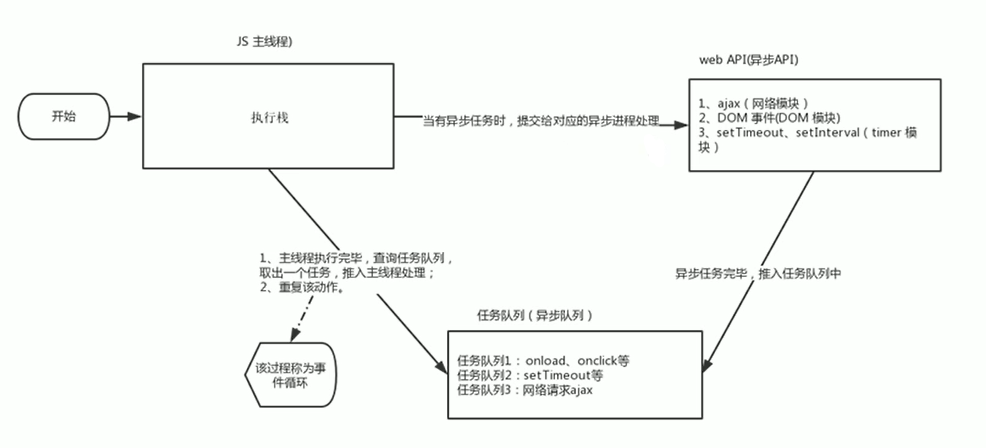 JS 主线程)
web API(异步API)
开始
执行栈
当有异步任务时，提交给对应的异步进程处理
1、ajax（网络模块）
2、DOM 事件(DOM 模块)
3、setTimeout、setInterval（timer 模
块）
1、主线程执行完毕，查询任务队列，
取出一个任务，推入主线程处理；
2、重复该动作。
异步任务完毕，推入任务队列中
任务队列（异步队列）
该过程称为事
件循环
任务队列1： onload、onclick等
任务队列2：setTimeout等
任务队列3：网络请求ajax